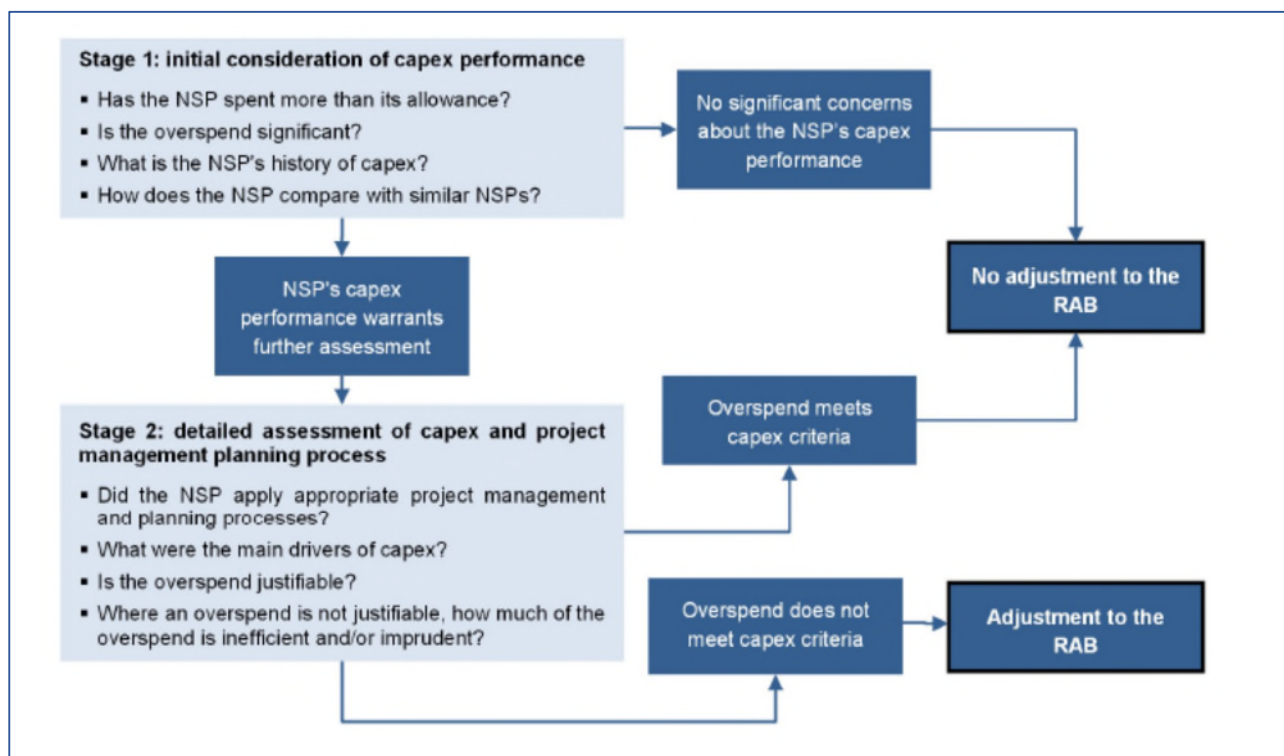 Stage 1: initial consideration of capex performance
▪ Has the NSP spent more than its allowance?
▪ Is the overspend significant?
▪ What is the NSP's history of capex?
▪ How does the NSP compare with similar NSPs?
No significant concerns
about the NSP's capex
performance
No adjustment to the
RAB
NSP's capex
performance warrants
further assessment
Stage 2: detailed assessment of capex and project
management planning process
▪ Did the NSP apply appropriate project management
and planning processes?
▪ What were the main drivers of capex?
▪ Is the overspend justifiable?
▪ Where an overspend is not justifiable, how much of the
overspend is inefficient and/or imprudent?
Overspend meets
capex criteria
Overspend does not
meet capex criteria
Adjustment to the
RAB